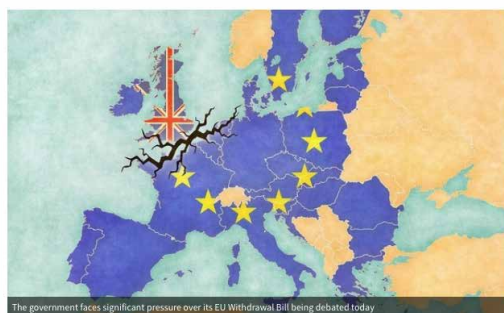 The government faces significant pressure over its EU Withdrawal Bill being debated today